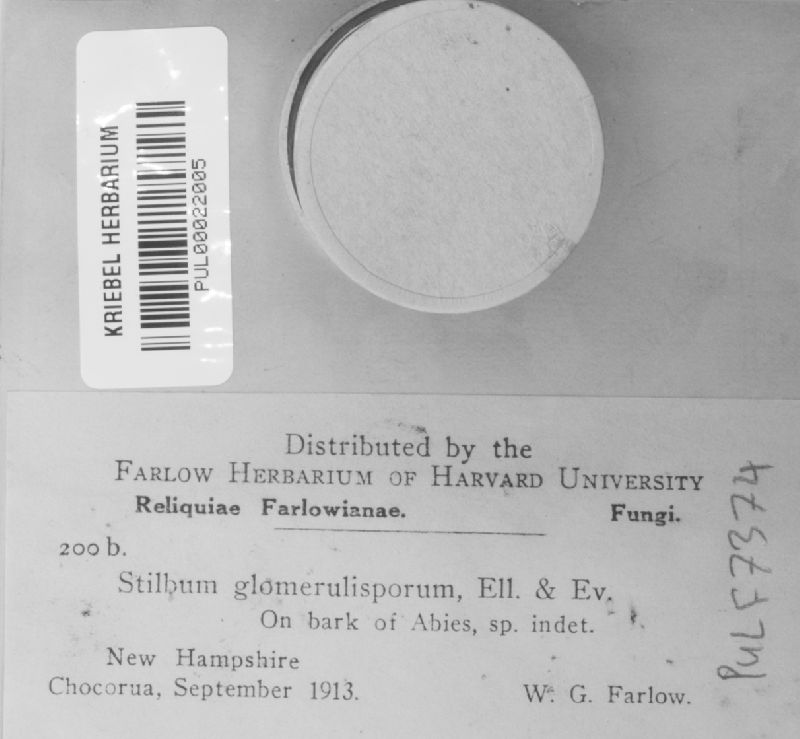 KRIEBEL HERBARIUM
PUL00022005
Distributed by the
FARLOW HERBARIUM OF HARVARD UNIVERSITY
Reliquiae Farlowianae. Fungi.
200 b.
Stilbum glomerulisporum, Ell. & Ev.
On bark of Abies, sp. indet.
New Hampshire
Chocorua, September 1913. W. G. Farlow.
PUL F7374